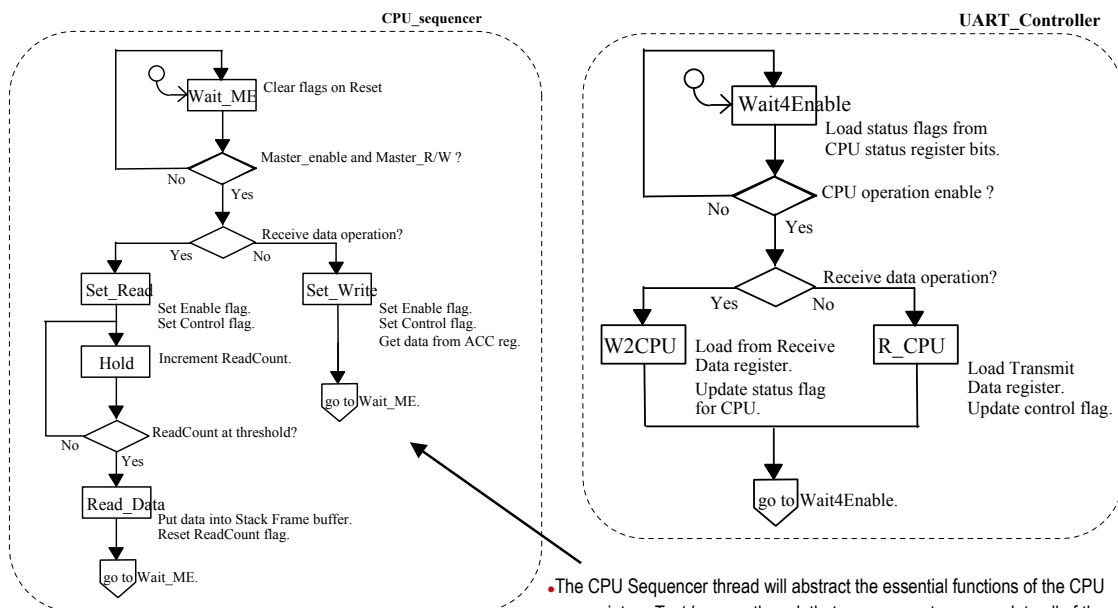 CPU_sequencer
Wait_ME
Clear flags on Reset
Master_enable and Master_R/W ?
No
Yes
Receive data operation?
Yes
No
Set_Read
Set Enable flag.
Set Control flag.
Set_Write
Set Enable flag.
Set Control flag.
Get data from ACC reg.
go to Wait_ME.
Hold
Increment ReadCount.
ReadCount at threshold?
No
Yes
Read_Data
Put data into Stack Frame buffer.
Reset ReadCount flag.
go to Wait_ME.
UART_Controller
Wait4Enable
Load status flags from
CPU status register bits.
CPU operation enable ?
No
Yes
Receive data operation?
Yes
No
W2CPU
Load from Receive
Data register.
Update status flag
for CPU.
R_CPU
Load Transmit
Data register.
Update control flag.
go to Wait4Enable.
•The CPU Sequencer thread will abstract the essential functions of the CPU